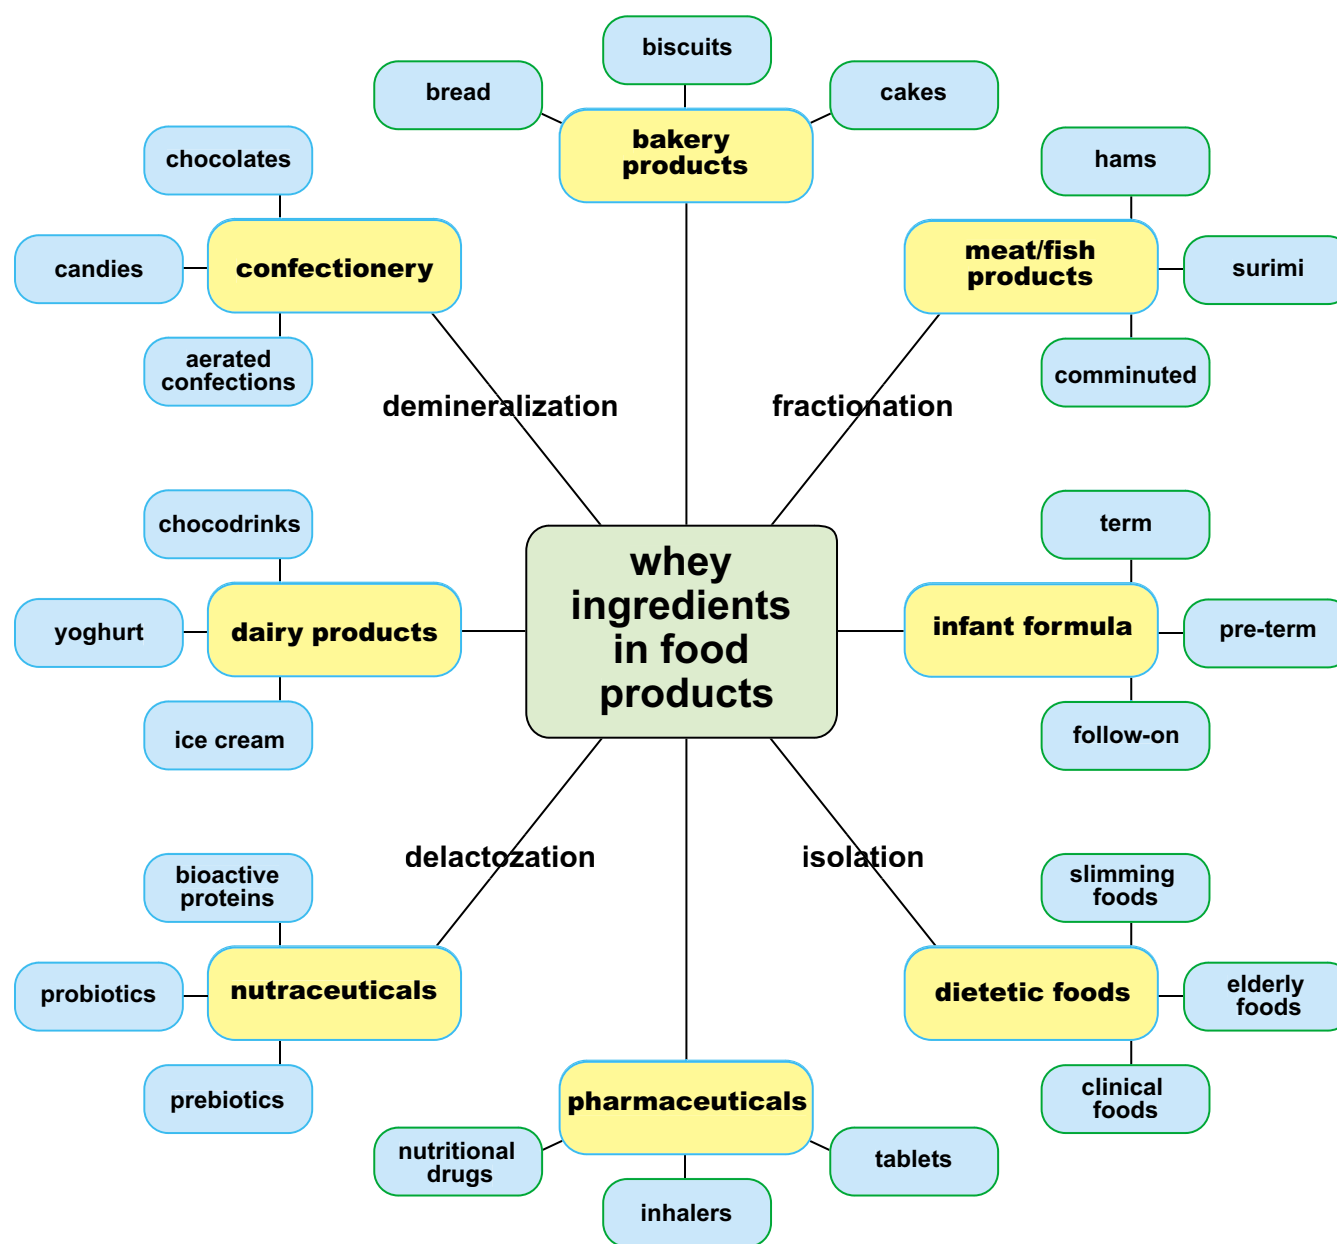 biscuits
bread
cakes
bakery
products
chocolates
hams
candies
confectionery
meat/fish
products
surimi
aerated
confections
comminuted
demineralization
fractionation
chocodrinks
term
whey
ingredients
in food
products
yoghurt
dairy products
infant formula
pre-term
ice cream
follow-on
delactozation
isolation
bioactive
proteins
slimming
foods
probiotics
nutraceuticals
dietetic foods
elderly
foods
prebiotics
clinical
foods
pharmaceuticals
nutritional
drugs
tablets
inhalers